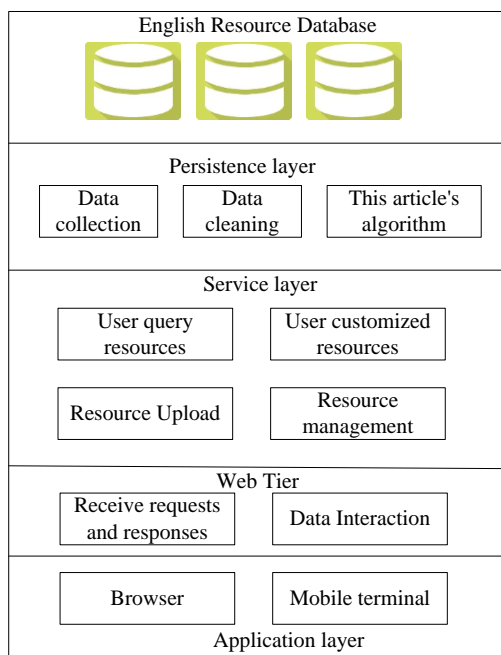 English Resource Database
Persistence layer
Data
collection
Data
cleaning
This article's
algorithm
Service layer
User query
resources
User customized
resources
Resource Upload
Resource
management
Web Tier
Receive requests
and responses
Data Interaction
Browser
Mobile terminal
Application layer